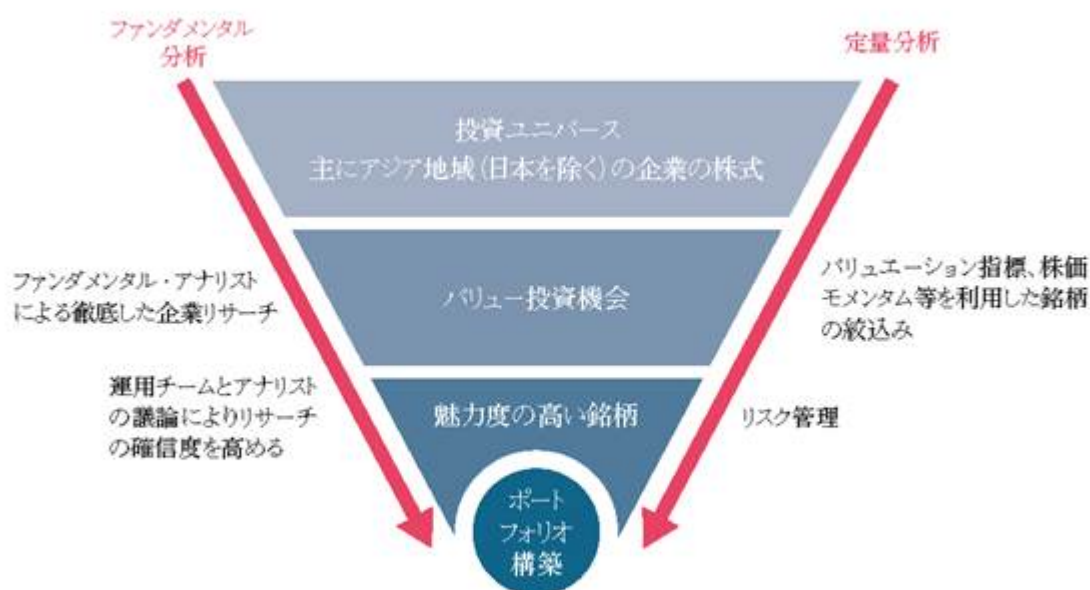 ファンダメンタル
分析
定量分析
投資ユニバース
主にアジア地域(日本を除く)の企業の株式
ファンダメンタル・アナリスト
による徹底した企業リサーチ
バリュー投資機会
バリュエーション指標、株価
モメンタム等を利用した銘柄
の絞込み
運用チームとアナリスト
の議論によりリサーチ
の確信度を高める
魅力度の高い銘柄
リスク管理
ポート
フォリオ
構築